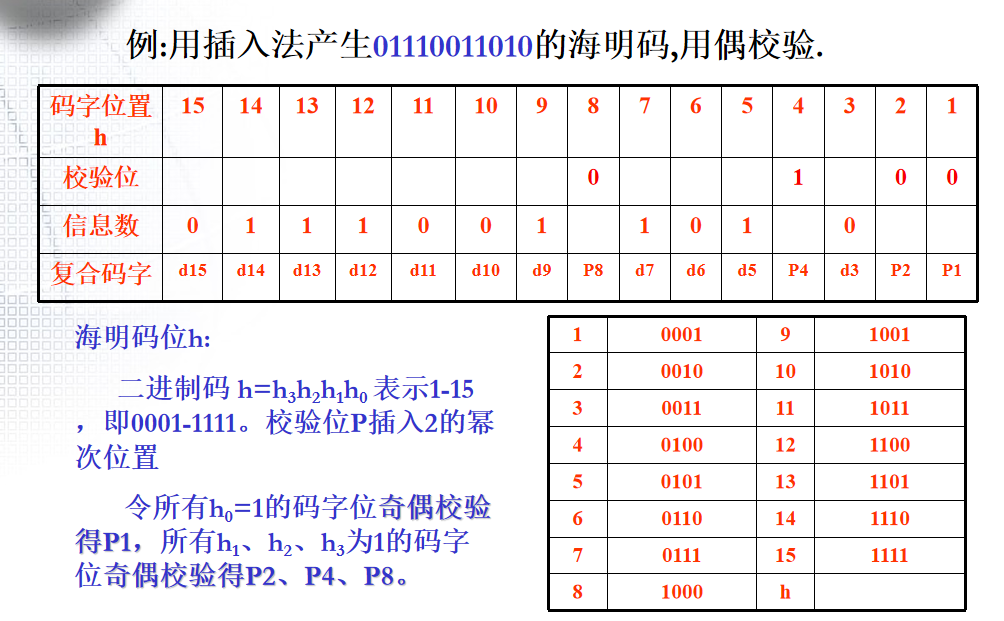 例:用插入法产生01110011010的海明码,用偶校验.
码字位置h 15 14 13 12 11 10 9 8 7 6 5 4 3 2 1
校验位 0 1 0 0
信息数 0 1 1 1 0 0 1 1 0 1 0
复合码字 d15 d14 d13 d12 d11 d10 d9 P8 d7 d6 d5 P4 d3 P2 P1
海明码位h:
二进制码 h=h3h2h1h0 表示1-15
，即0001-1111。校验位P插入2的幂
次位置
令所有h0=1的码字位奇偶校验
得P1，所有h1、h2、h3为1的码字
位奇偶校验得P2、P4、P8。
1 0001 9 1001
2 0010 10 1010
3 0011 11 1011
4 0100 12 1100
5 0101 13 1101
6 0110 14 1110
7 0111 15 1111
8 1000 h